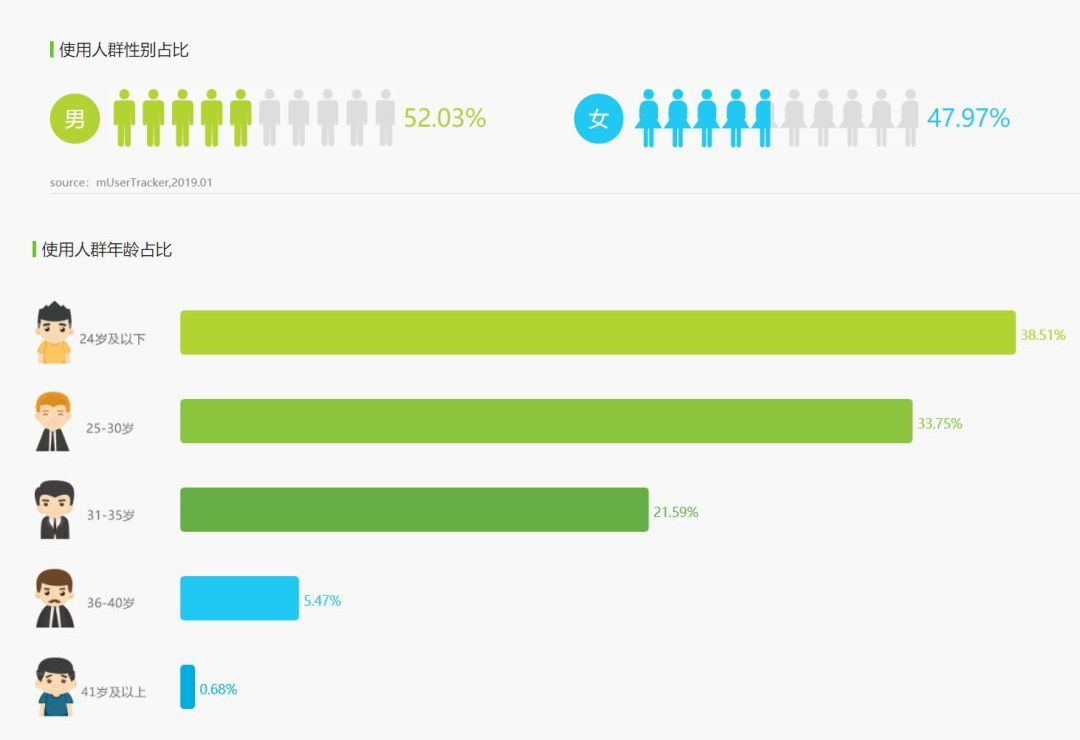 使用人群性别占比
男 52.03% 女 47.97%
source：mUserTracker,2019.01
使用人群年龄占比
24岁及以下 38.51%
25-30岁 33.75%
31-35岁 21.59%
36-40岁 5.47%
41岁及以上 0.68%